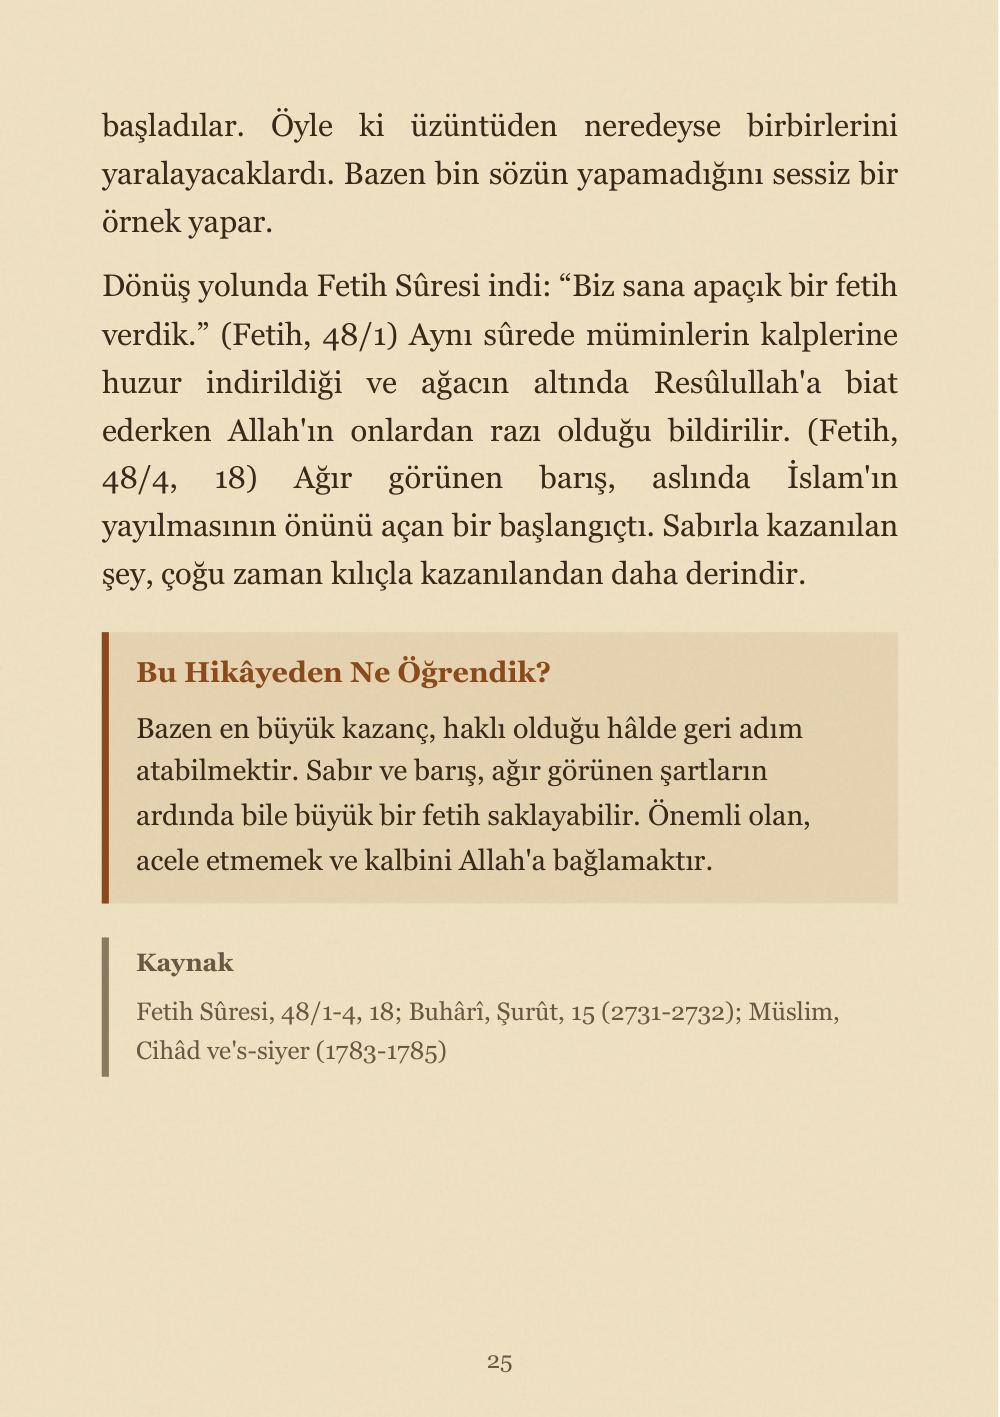 başladılar. Öyle ki üzüntüden neredeyse birbirlerini
yaralayacaklardı. Bazen bin sözün yapamadığını sessiz bir
örnek yapar.
Dönüş yolunda Fetih Sûresi indi: “Biz sana apaçık bir fetih
verdik.” (Fetih, 48/1) Aynı sûrede müminlerin kalplerine
huzur indirildiği ve ağacın altında Resûlullah'a biat
ederken Allah'ın onlardan razı olduğu bildirilir. (Fetih,
48/4, 18) Ağır görünen barış, aslında İslam'ın
yayılmasının önünü açan bir başlangıçtı. Sabırla kazanılan
şey, çoğu zaman kılıçla kazanılandan daha derindir.
Bu Hikâyeden Ne Öğrendik?
Bazen en büyük kazanç, haklı olduğu hâlde geri adım
atabilmektir. Sabır ve barış, ağır görünen şartların
ardında bile büyük bir fetih saklayabilir. Önemli olan,
acele etmemek ve kalbini Allah'a bağlamaktır.
Kaynak
Fetih Sûresi, 48/1-4, 18; Buhârî, Şurût, 15 (2731-2732); Müslim,
Cihâd ve's-siyer (1783-1785)
25